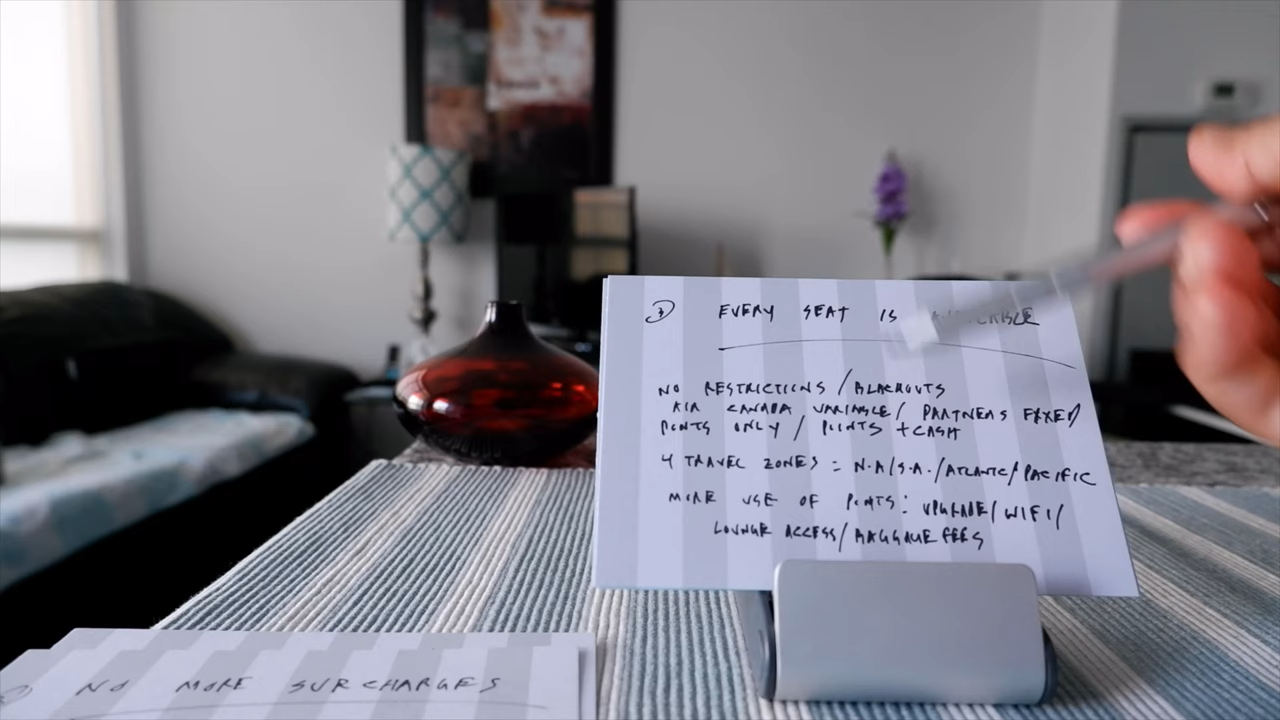 ③ EVERY SEAT IS AVAILABLE
NO RESTRICTIONS / BLACKOUTS
AIR CANADA VARIABLE / PARTNERS FIXED/
POINTS ONLY / POINTS + CASH
4 TRAVEL ZONES = N.A/S.A./ATLANTIC/PACIFIC
MORE USE OF POINTS: UPGRADE/WIFI/
LOUNGE ACCESS/BAGGAGE FEES
NO MORE SURCHARGES